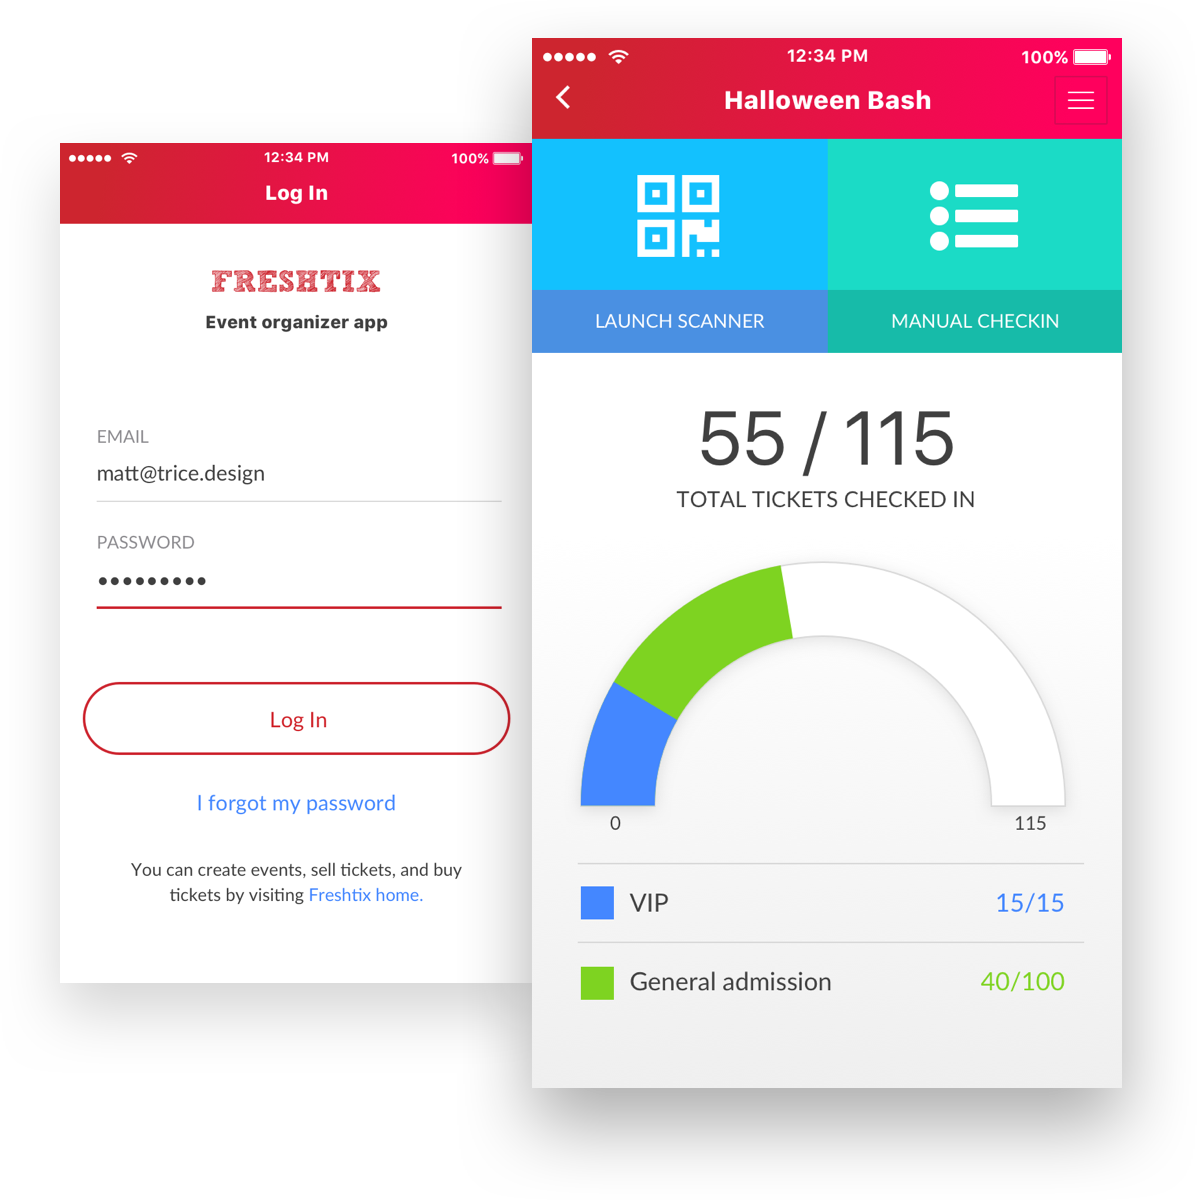 12:34 PM
100%
Log In
FRESHTIX
Event organizer app
EMAIL
matt@trice.design
PASSWORD
•••••••••
Log In
I forgot my password
You can create events, sell tickets, and buy
tickets by visiting Freshtix home.
12:34 PM
100%
Halloween Bash
LAUNCH SCANNER
MANUAL CHECKIN
55 / 115
TOTAL TICKETS CHECKED IN
0
115
VIP
15/15
General admission
40/100